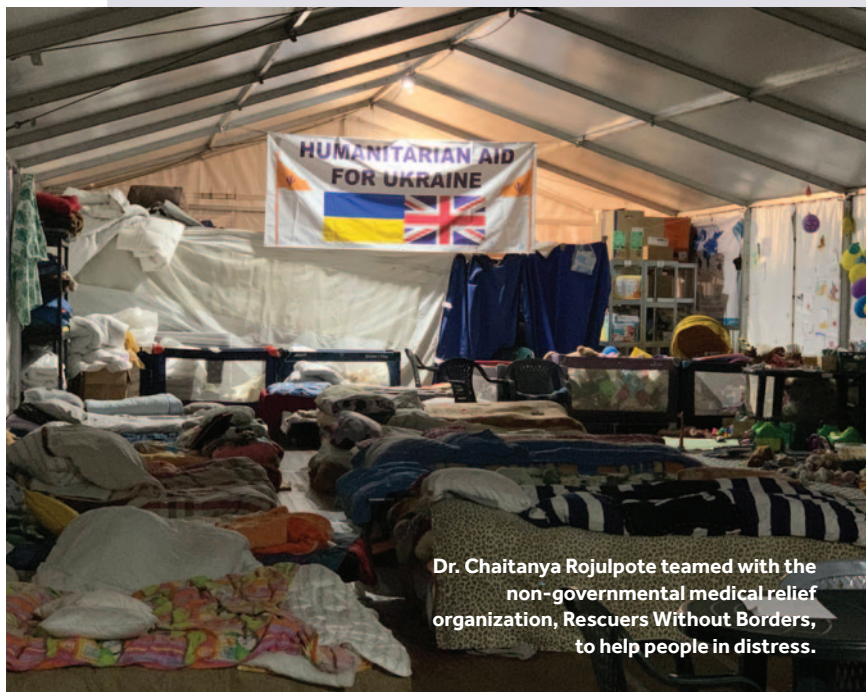 HUMANITARIAN AID
FOR UKRAINE
Dr. Chaitanya Rojulpote teamed with the
non-governmental medical relief
organization, Rescuers Without Borders,
to help people in distress.